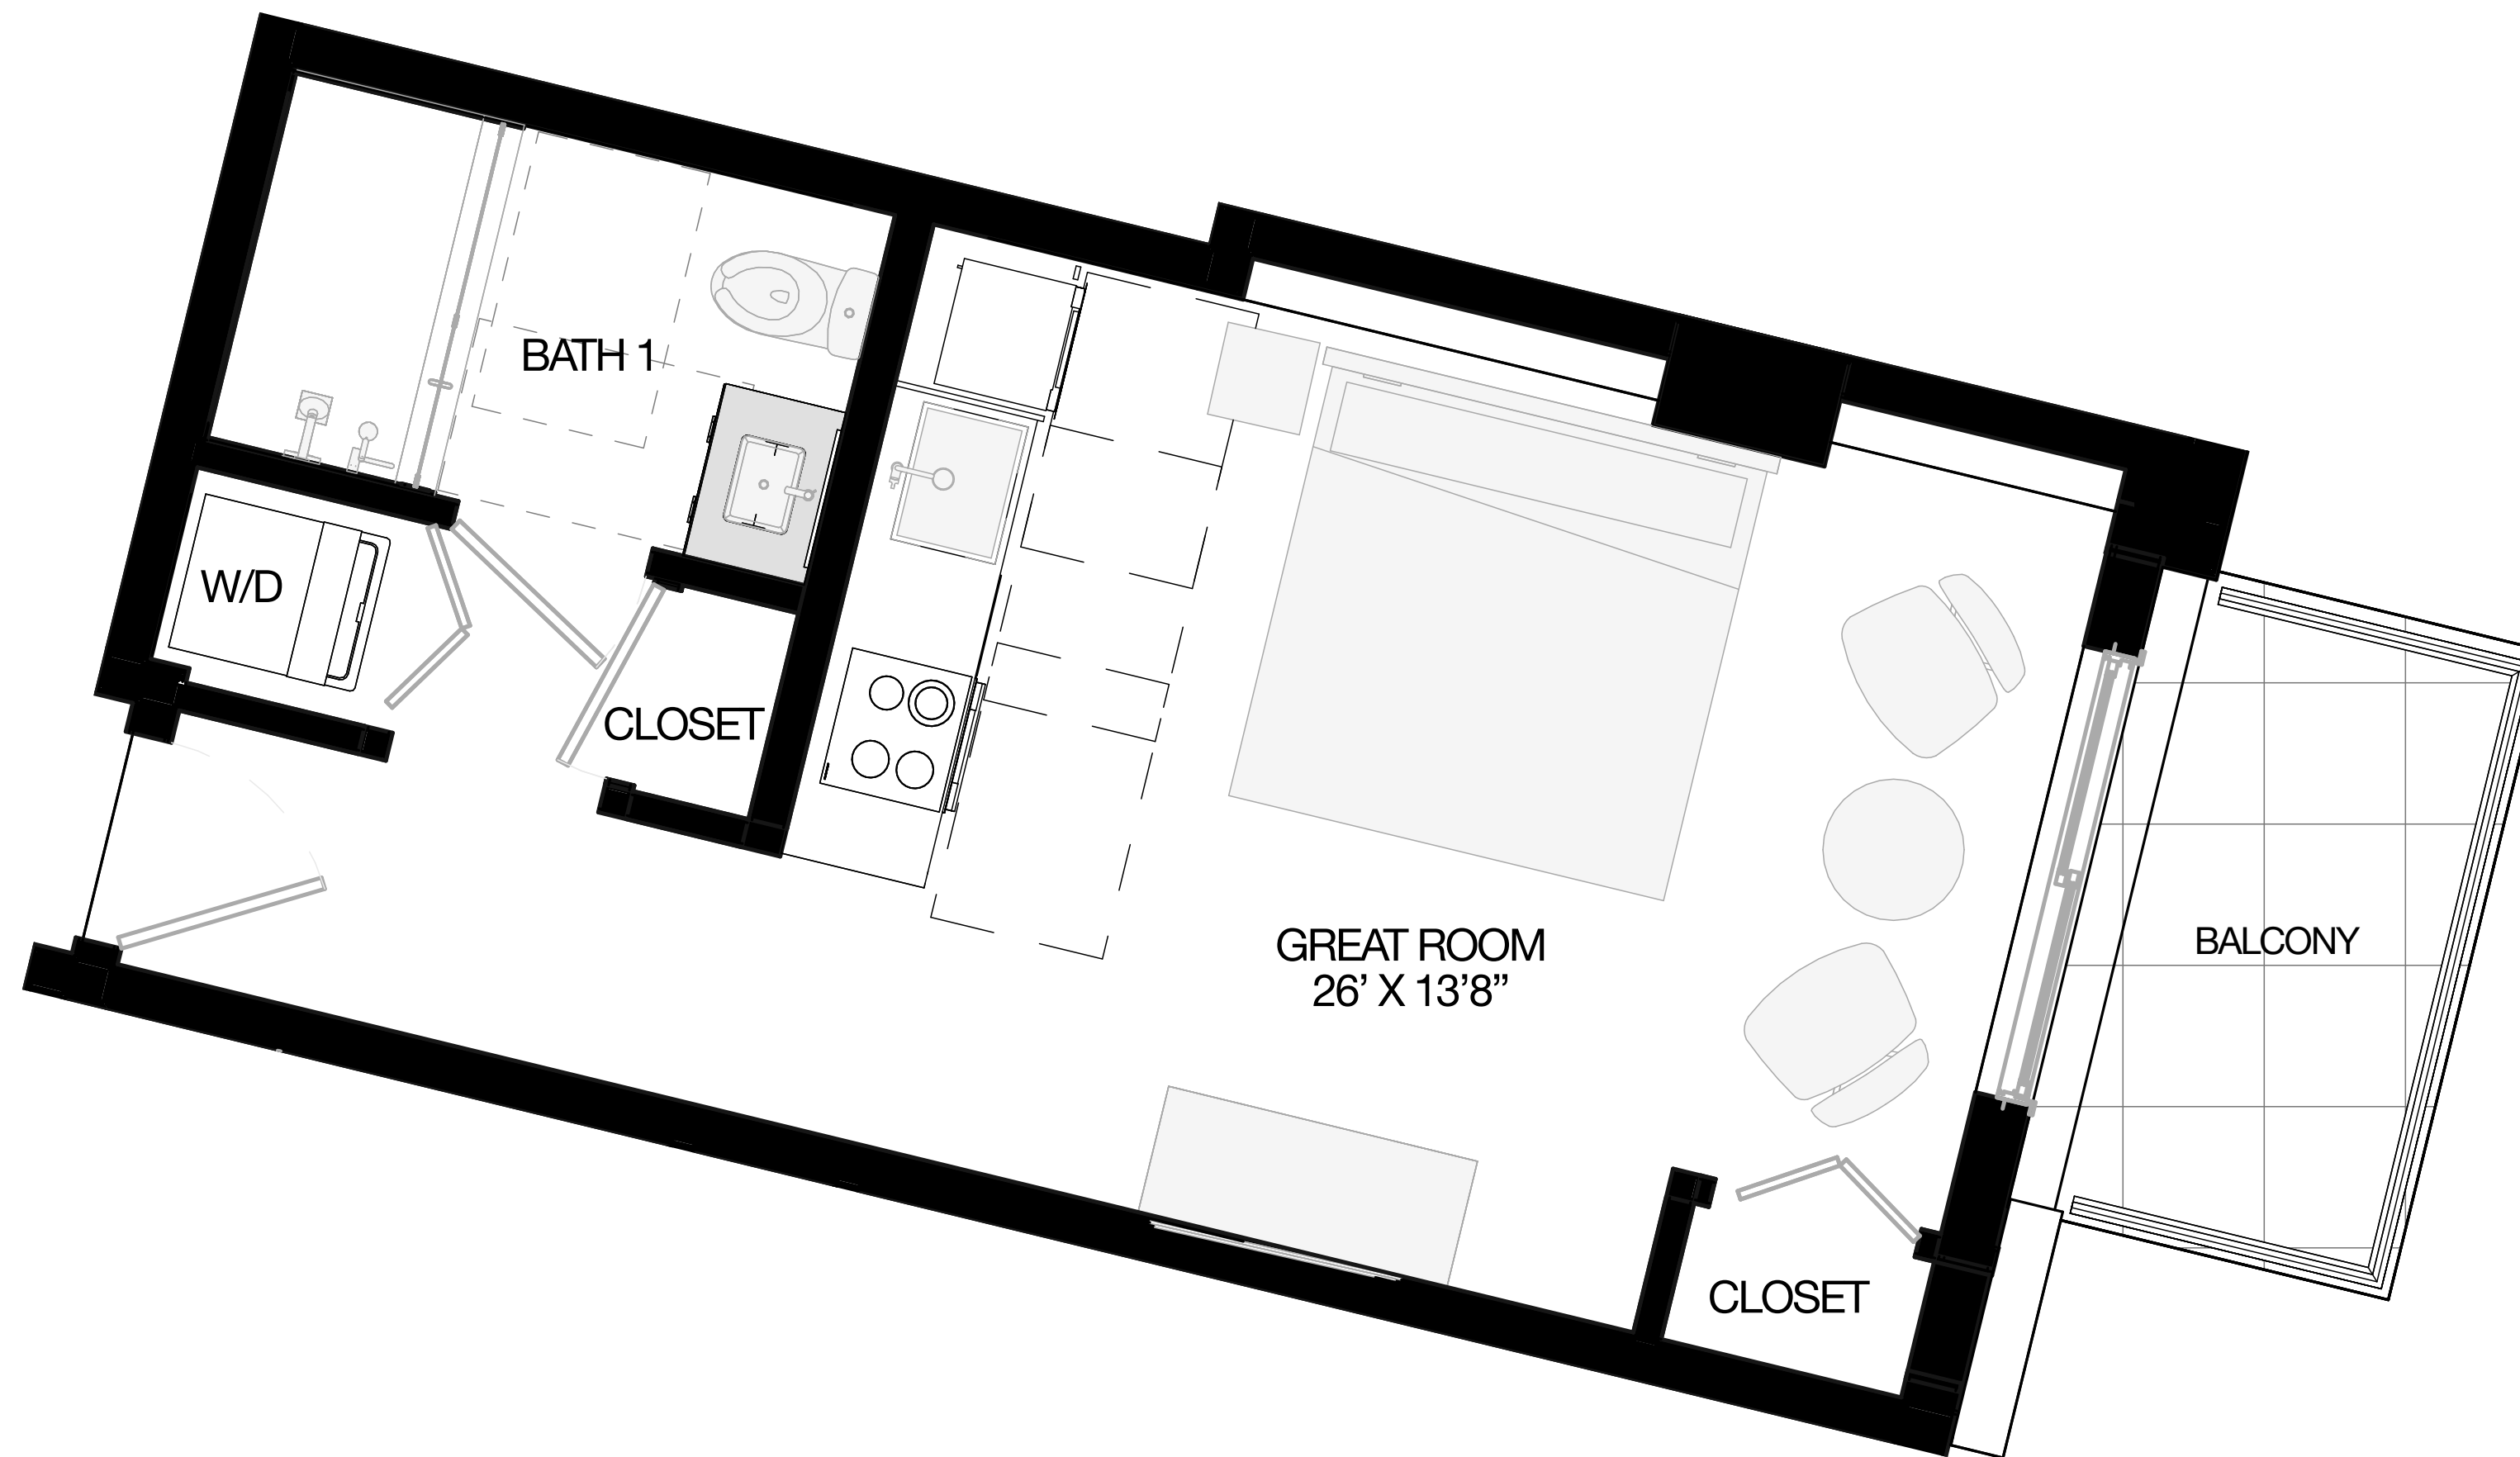 BATH 1
W/D
CLOSET
GREAT ROOM
26’ X 13’8”
BALCONY
CLOSET